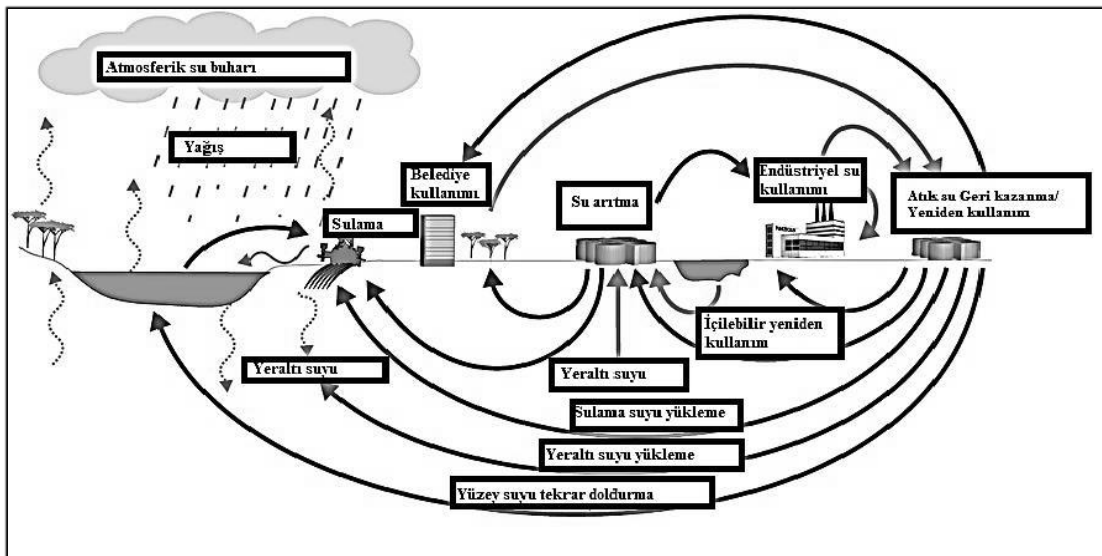 Atmosferik su buharı
Yağış
Belediye
kullanımı
Sulama
Su arıtma
Endüstriyel su
kullanımı
Atık su Geri kazanma/
Yeniden kullanımı
İçilebilir yeniden
kullanım
Yeraltı suyu
Yeraltı suyu
Sulama suyu yükleme
Yeraltı suyu yükleme
Yüzey suyu tekrar doldurma